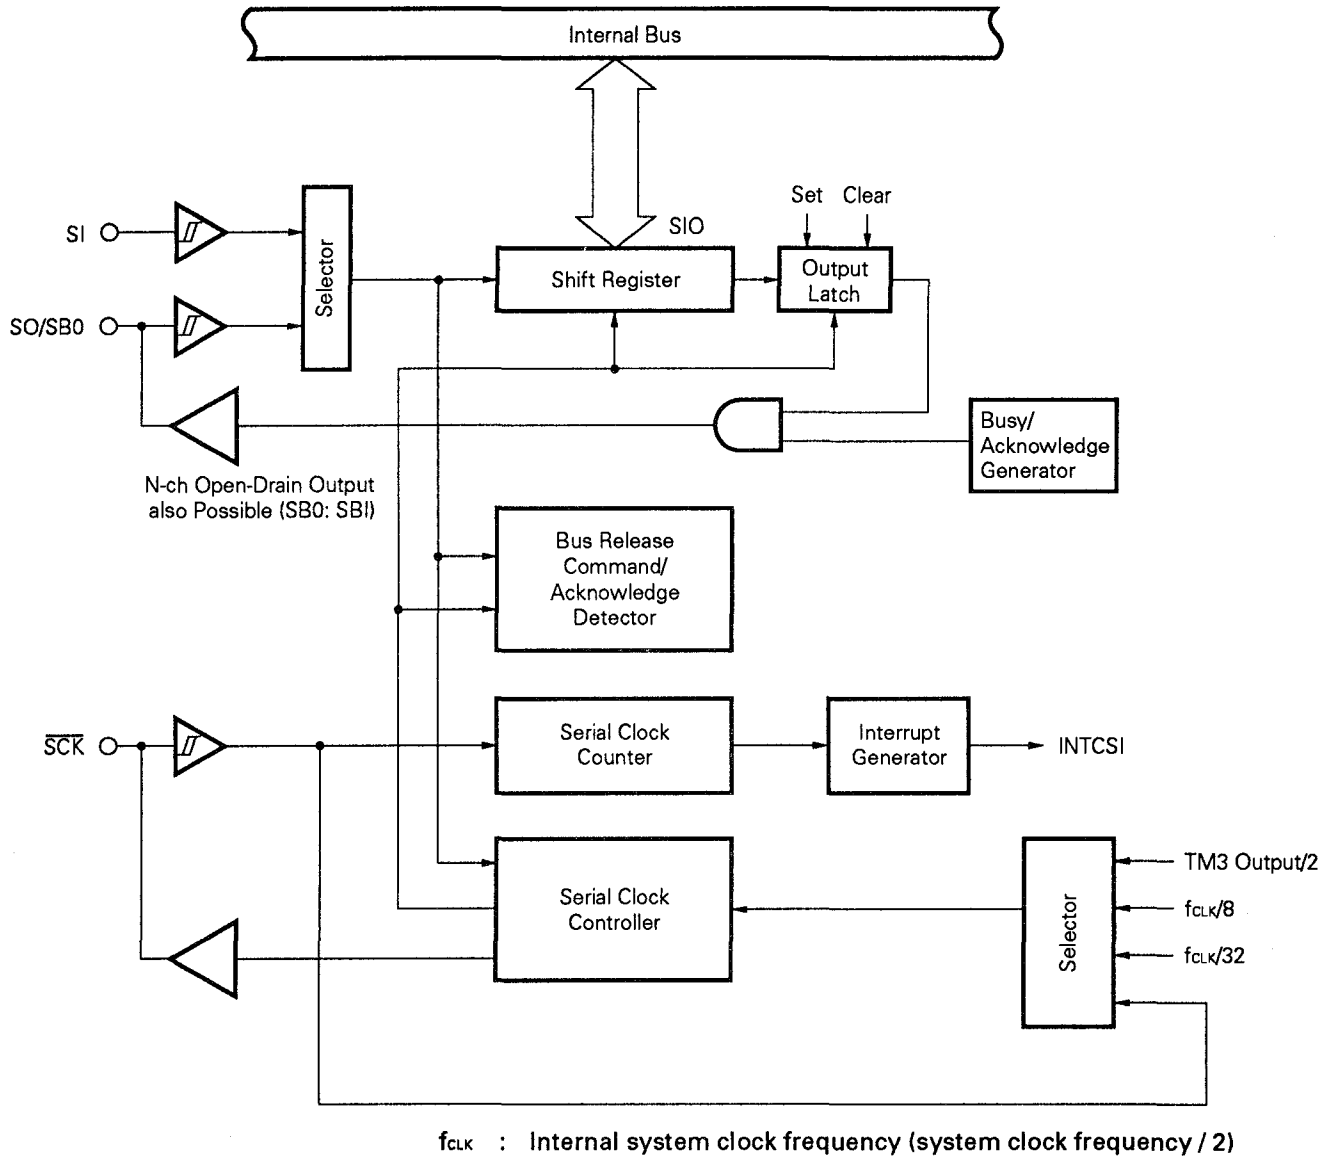 Internal Bus
Set Clear
SIO
SI
Selector
Shift Register
Output
Latch
SO/SB0
Busy/
Acknowledge
Generator
N-ch Open-Drain Output
also Possible (SB0: SBI)
Bus Release
Command/
Acknowledge
Detector
SCK
Serial Clock
Counter
Interrupt
Generator
INTCSI
Serial Clock
Controller
Selector
TM3 Output/2
fCLK/8
fCLK/32
fCLK : Internal system clock frequency (system clock frequency / 2)